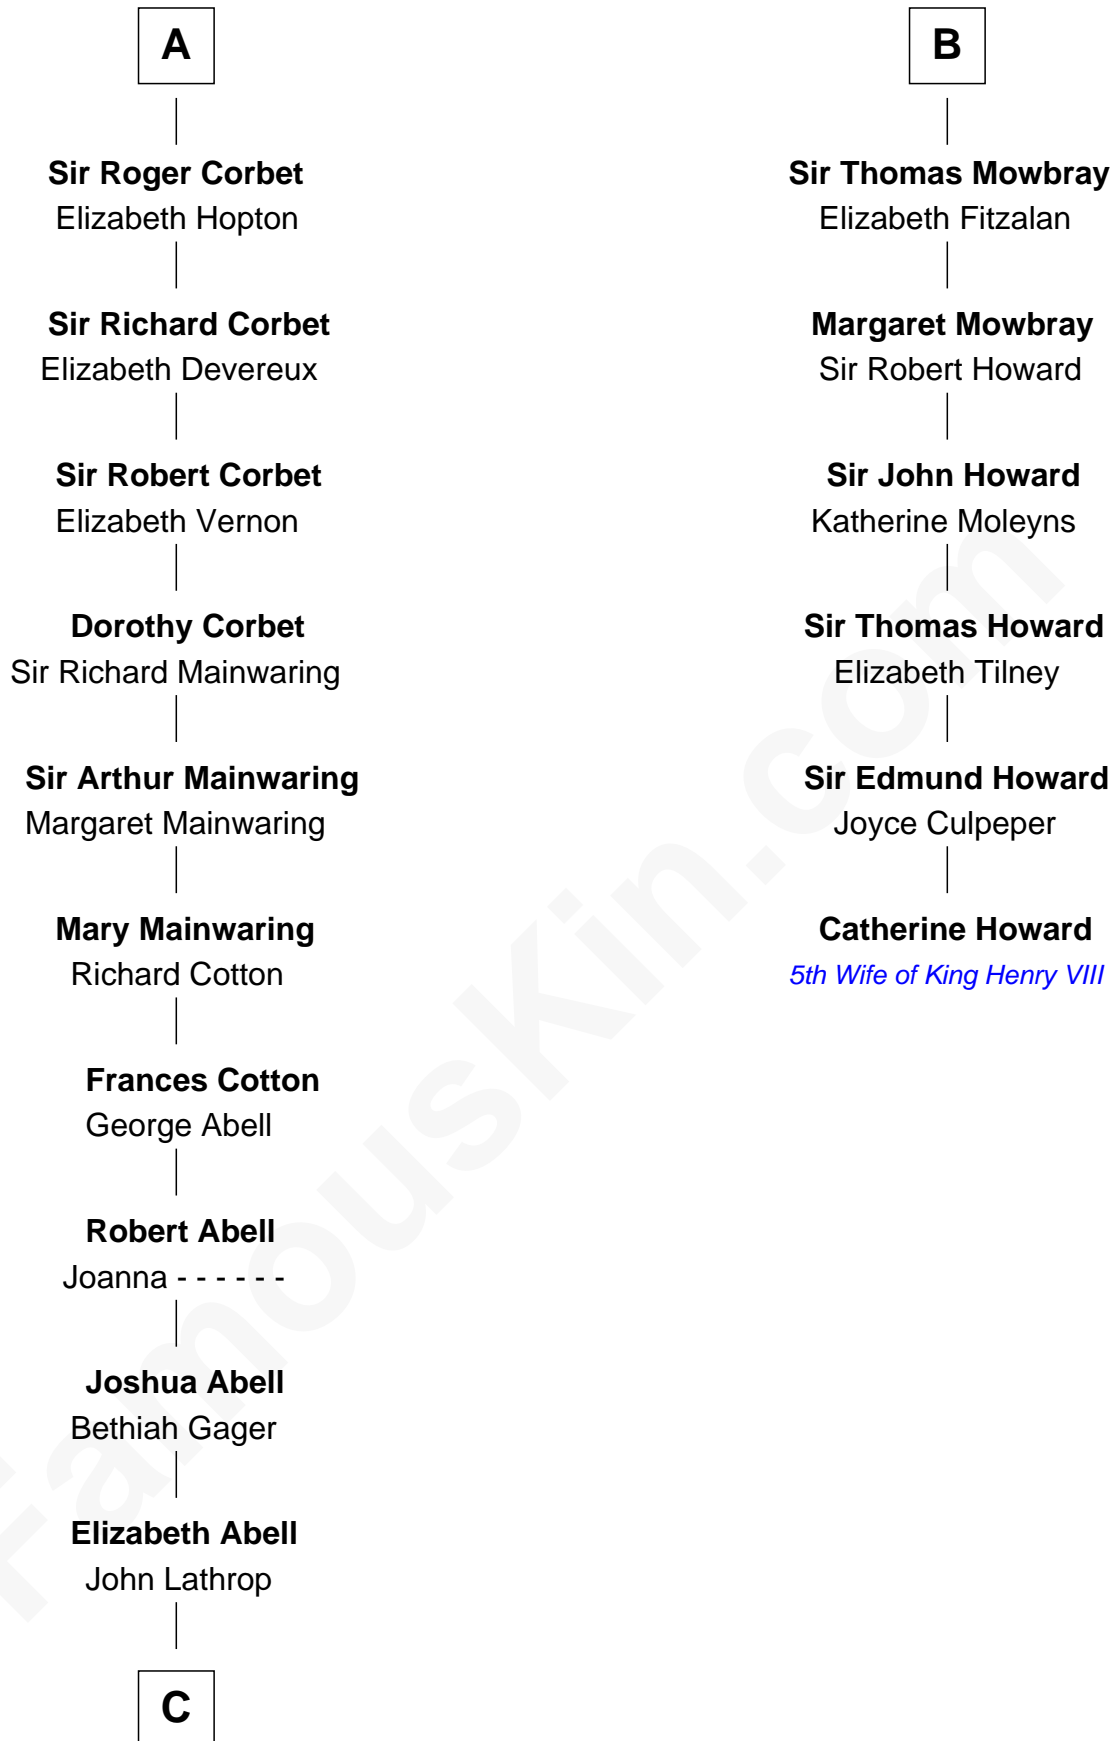 A
Sir Roger Corbet
Elizabeth Hopton
Sir Richard Corbet
Elizabeth Devereux
Sir Robert Corbet
Elizabeth Vernon
Dorothy Corbet
Sir Richard Mainwaring
Sir Arthur Mainwaring
Margaret Mainwaring
Mary Mainwaring
Richard Cotton
Frances Cotton
George Abell
Robert Abell
Joanna - - - - - -
Joshua Abell
Bethiah Gager
Elizabeth Abell
John Lathrop
C
B
Sir Thomas Mowbray
Elizabeth Fitzalan
Margaret Mowbray
Sir Robert Howard
Sir John Howard
Katherine Moleyns
Sir Thomas Howard
Elizabeth Tilney
Sir Edmund Howard
Joyce Culpeper
Catherine Howard
5th Wife of King Henry VIII
FamousKin.com